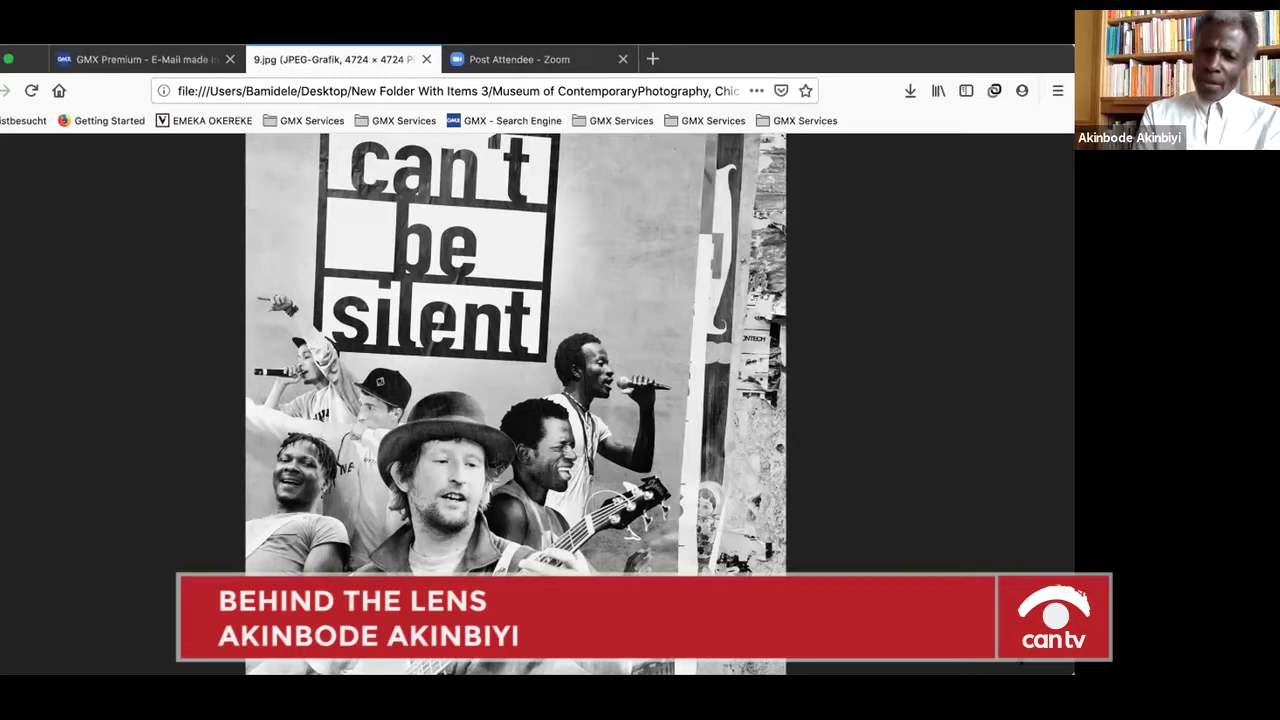 GMX Premium - E-Mail made in
9.jpg (JPEG-Grafik, 4724 × 4724 Pi
Post Attendee - Zoom
file:///Users/Bamidele/Desktop/New Folder With Items 3/Museum of ContemporaryPhotography, Chic
istbesucht
Getting Started
EMEKA OKEREKE
GMX Services
GMX Services
GMX - Search Engine
GMX Services
GMX Services
GMX Services
Akinbode Akinbiyi
can't
be
silent
BEHIND THE LENS
AKINBODE AKINBIYI
can tv